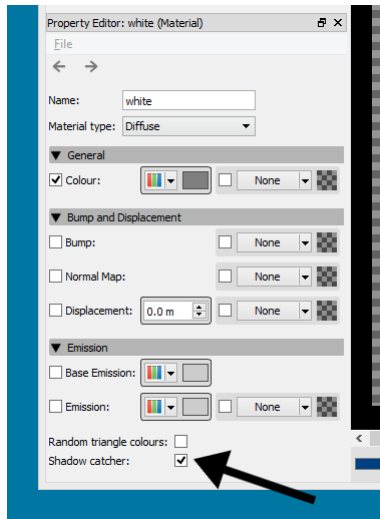 Property Editor: white (Material)
File
Name: white
Material type: Diffuse
General
Colour: None
Bump and Displacement
Bump: None
Normal Map: None
Displacement: 0.0 m None
Emission
Base Emission:
Emission: None
Random triangle colours:
Shadow catcher: